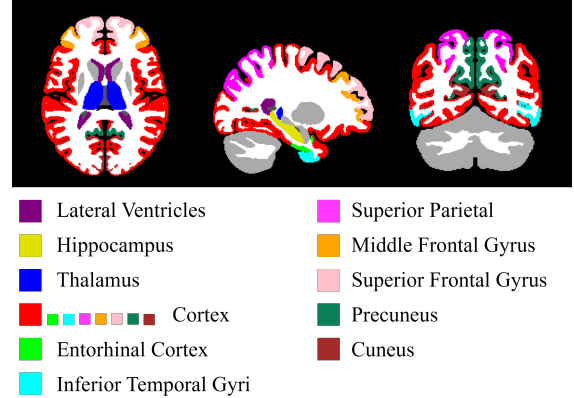 Lateral Ventricles
Hippocampus
Thalamus
Cortex
Entorhinal Cortex
Inferior Temporal Gyri
Superior Parietal
Middle Frontal Gyrus
Superior Frontal Gyrus
Precuneus
Cuneus